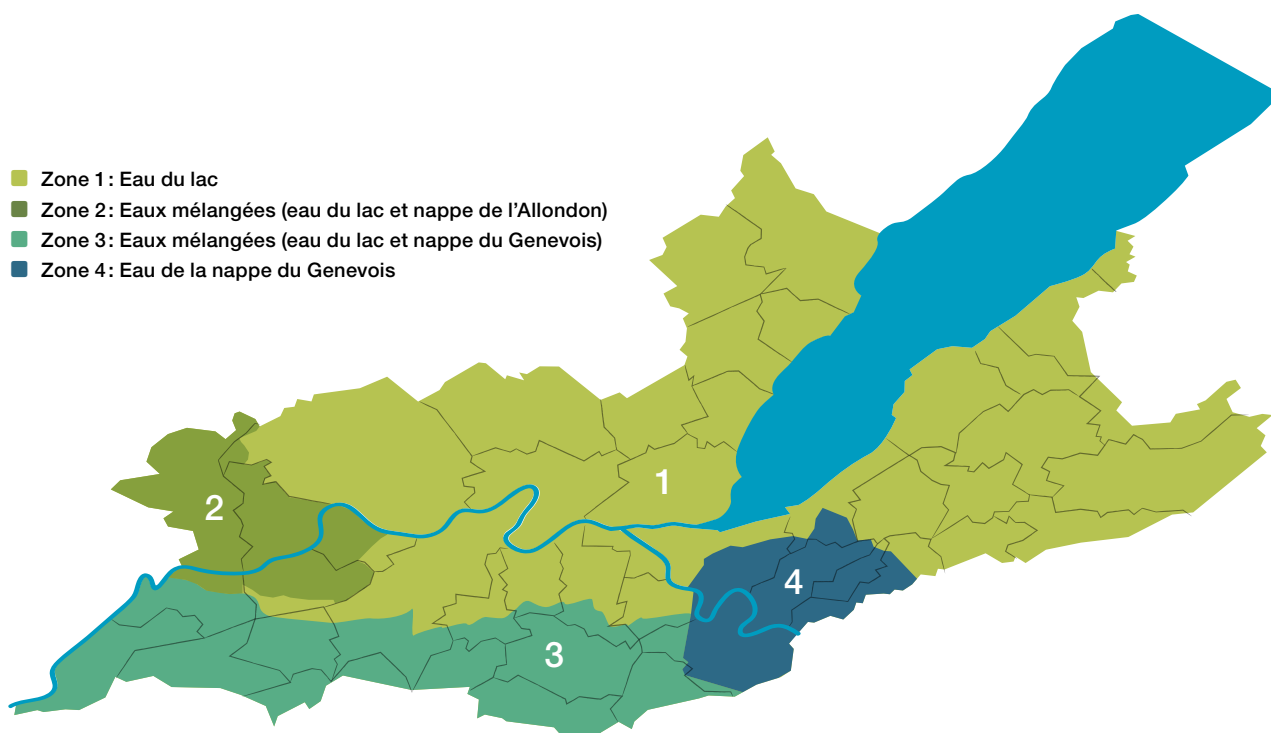 Zone 1 : Eau du lac
Zone 2 : Eaux mélangées (eau du lac et nappe de l’Allondon)
Zone 3 : Eaux mélangées (eau du lac et nappe du Genevois)
Zone 4 : Eau de la nappe du Genevois
1
2
4
3